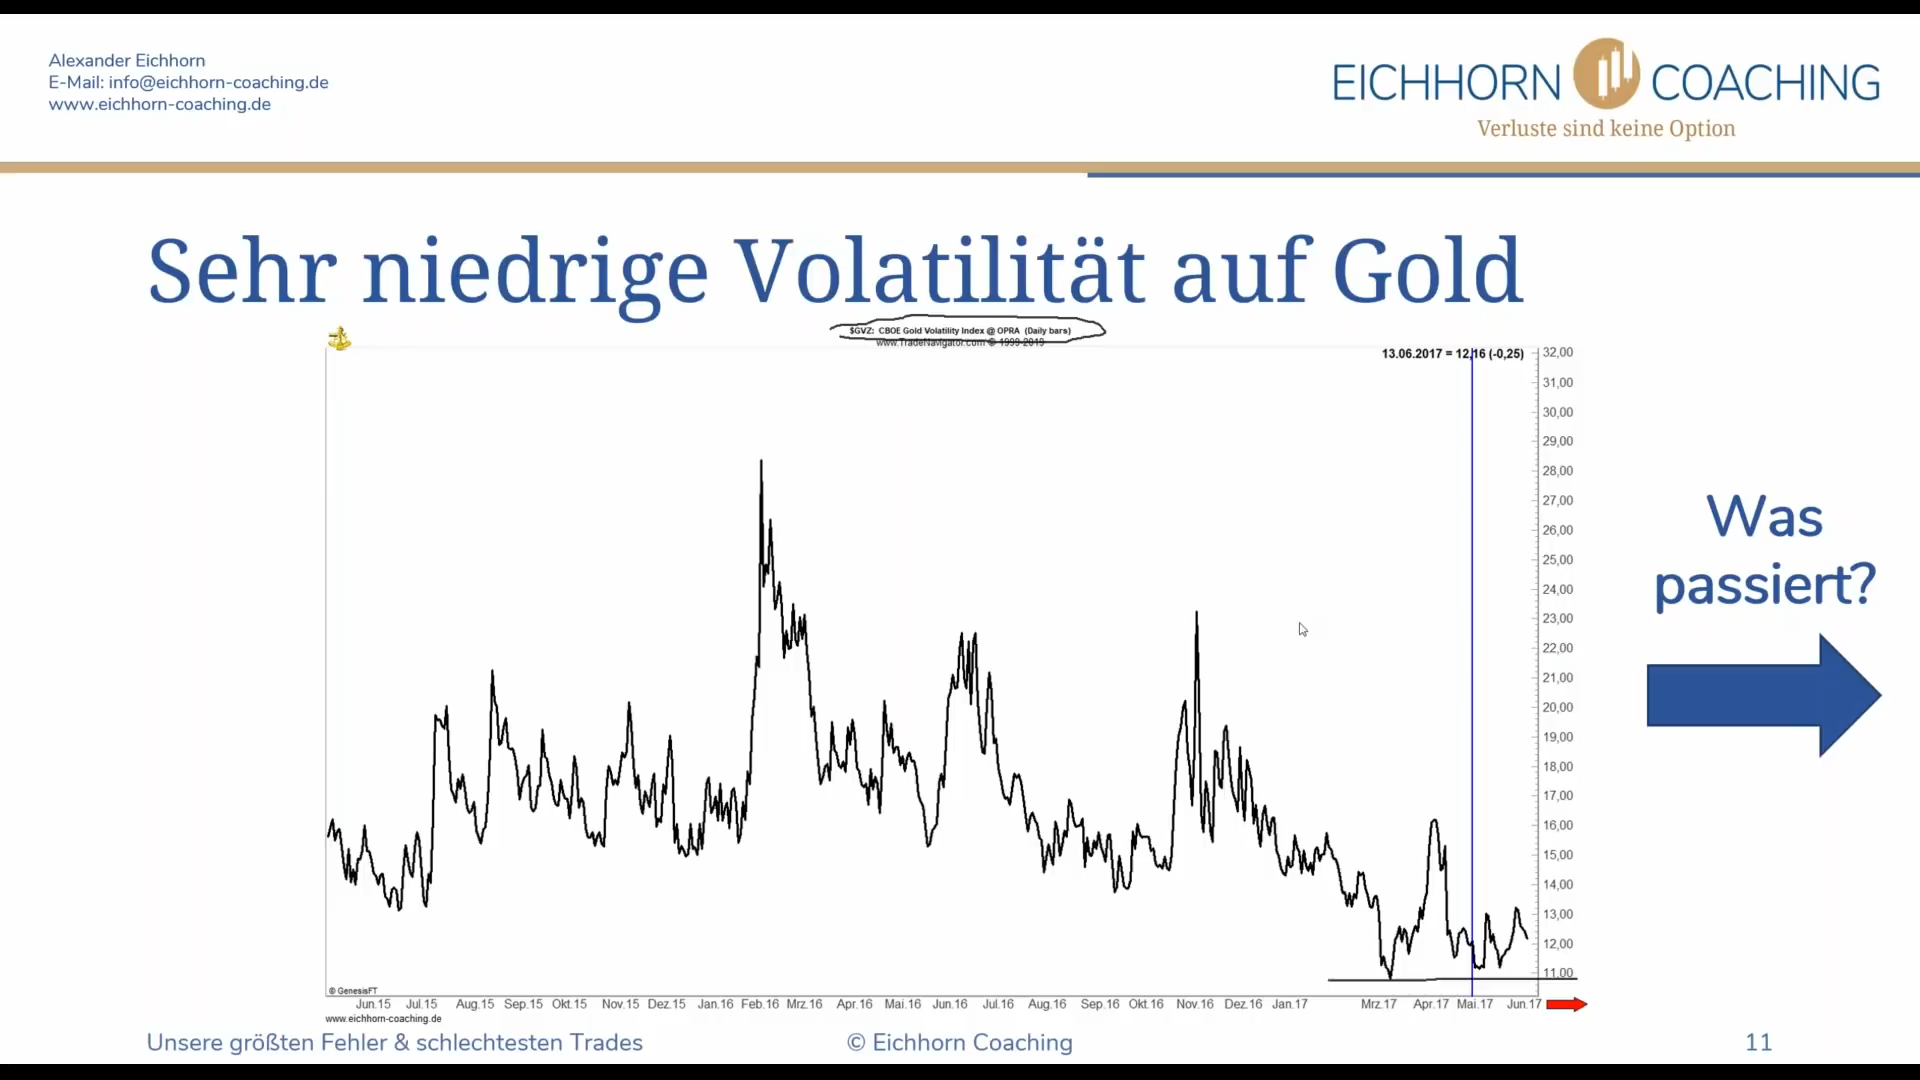 Alexander Eichhorn
E-Mail: info@eichhorn-coaching.de
www.eichhorn-coaching.de
EICHHORN COACHING
Verluste sind keine Option
Sehr niedrige Volatilität auf Gold
$GVZ: CBOE Gold Volatility Index @ OPRA (Daily bars)
www.TradeNavigator.com © 1999-2019
13.06.2017 = 12,16 (-0,25)
32,00
31,00
30,00
29,00
28,00
27,00
26,00
25,00
24,00
23,00
22,00
21,00
20,00
19,00
18,00
17,00
16,00
15,00
14,00
13,00
12,00
11,00
Was
passiert?
© GenesisFT
Jun.15 Jul.15 Aug.15 Sep.15 Okt.15 Nov.15 Dez.15 Jan.16 Feb.16 Mrz.16 Apr.16 Mai.16 Jun.16 Jul.16 Aug.16 Sep.16 Okt.16 Nov.16 Dez.16 Jan.17 Mrz.17 Apr.17 Mai.17 Jun.17
www.eichhorn-coaching.de
Unsere größten Fehler & schlechtesten Trades
© Eichhorn Coaching
11